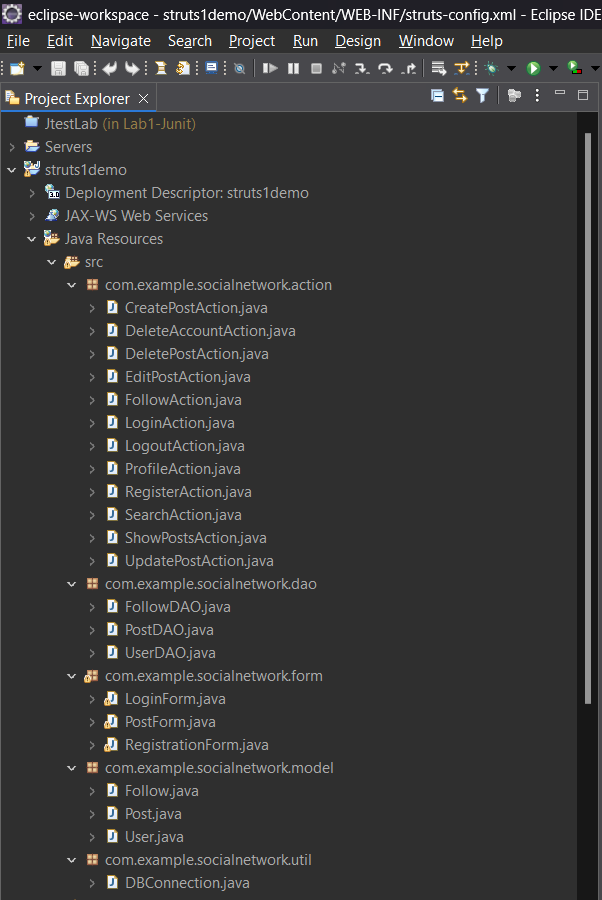 eclipse-workspace - struts1demo/WebContent/WEB-INF/struts-config.xml - Eclipse IDE
File Edit Navigate Search Project Run Design Window Help
Project Explorer
JtestLab (in Lab1-Junit)
Servers
struts1demo
Deployment Descriptor: struts1demo
JAX-WS Web Services
Java Resources
src
com.example.socialnetwork.action
CreatePostAction.java
DeleteAccountAction.java
DeletePostAction.java
EditPostAction.java
FollowAction.java
LoginAction.java
LogoutAction.java
ProfileAction.java
RegisterAction.java
SearchAction.java
ShowPostsAction.java
UpdatePostAction.java
com.example.socialnetwork.dao
FollowDAO.java
PostDAO.java
UserDAO.java
com.example.socialnetwork.form
LoginForm.java
PostForm.java
RegistrationForm.java
com.example.socialnetwork.model
Follow.java
Post.java
User.java
com.example.socialnetwork.util
DBConnection.java